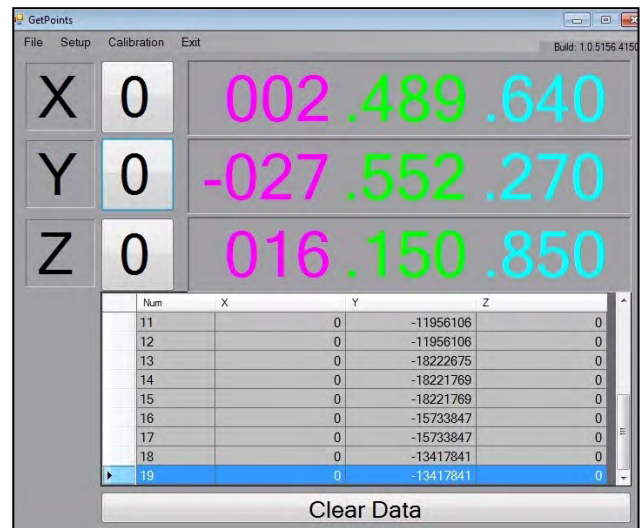 GetPoints
File Setup Calibration Exit
Build: 1.0.5156.4150
X 0 002 .489 .640
Y 0 -027 .552 .270
Z 0 016 .150 .850
Num X Y Z
11 0 -11956106 0
12 0 -11956106 0
13 0 -18222675 0
14 0 -18221769 0
15 0 -18221769 0
16 0 -15733847 0
17 0 -15733847 0
18 0 -13417841 0
19 0 -13417841 0
Clear Data